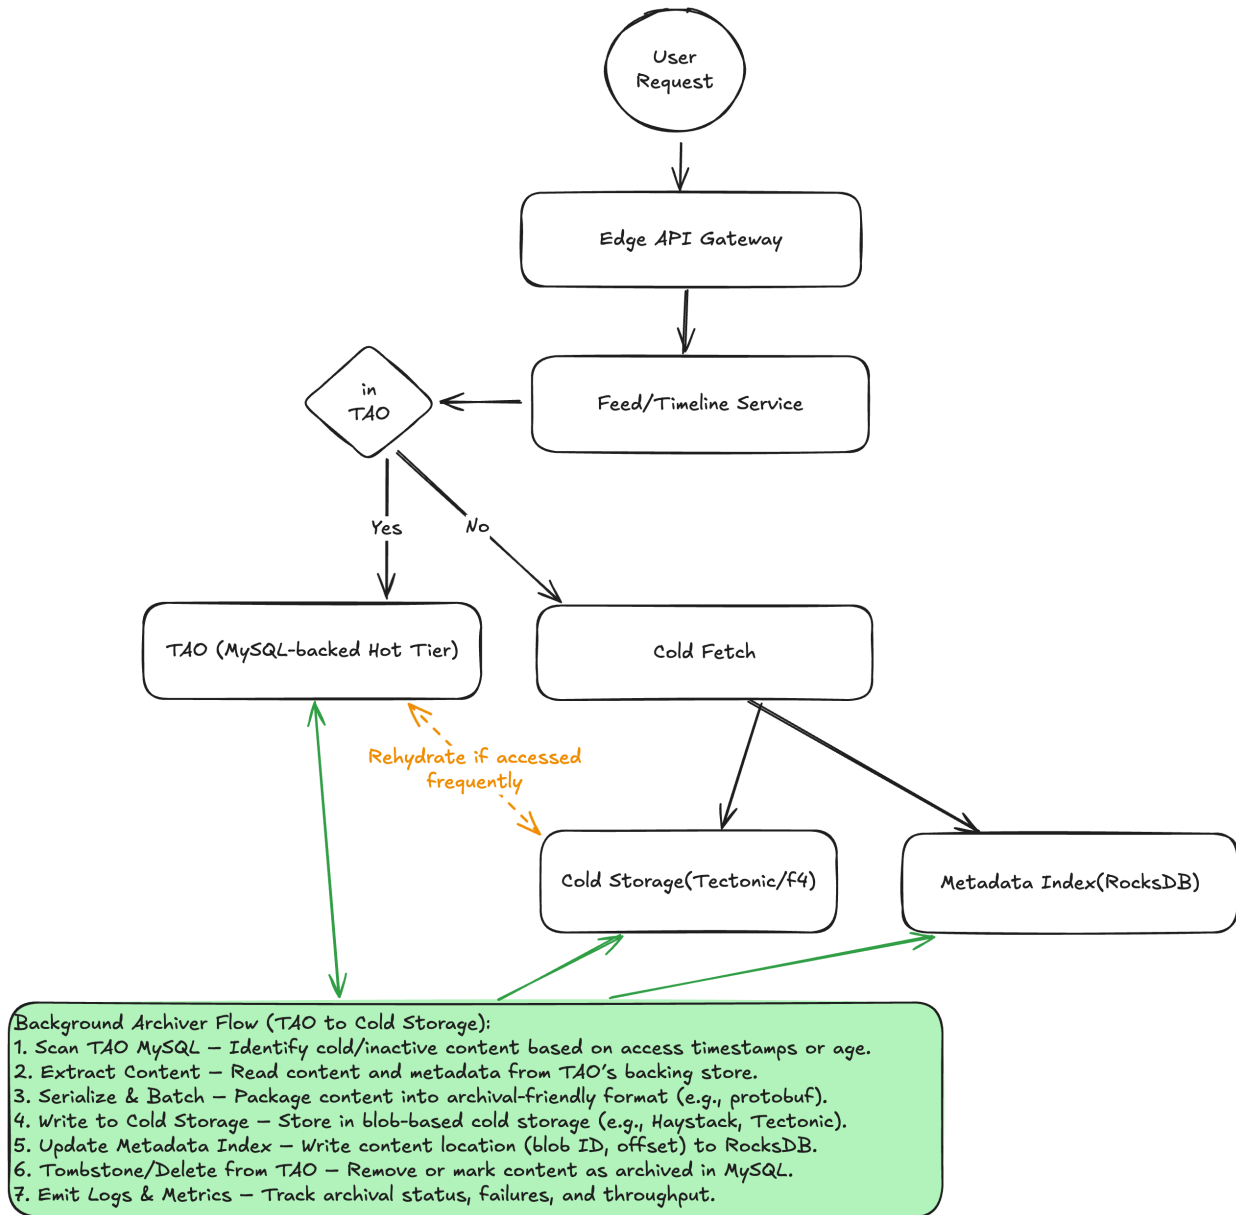 User
Request
Edge API Gateway
in
TAO
Feed/Timeline Service
Yes
No
TAO (MySQL-backed Hot Tier)
Cold Fetch
Rehydrate if accessed
frequently
Cold Storage(Tectonic/f4)
Metadata Index(RocksDB)
Background Archiver Flow (TAO to Cold Storage):
1. Scan TAO MySQL — Identify cold/inactive content based on access timestamps or age.
2. Extract Content — Read content and metadata from TAO's backing store.
3. Serialize & Batch — Package content into archival-friendly format (e.g., protobuf).
4. Write to Cold Storage — Store in blob-based cold storage (e.g., Haystack, Tectonic).
5. Update Metadata Index — Write content location (blob ID, offset) to RocksDB.
6. Tombstone/Delete from TAO — Remove or mark content as archived in MySQL.
7. Emit Logs & Metrics — Track archival status, failures, and throughput.